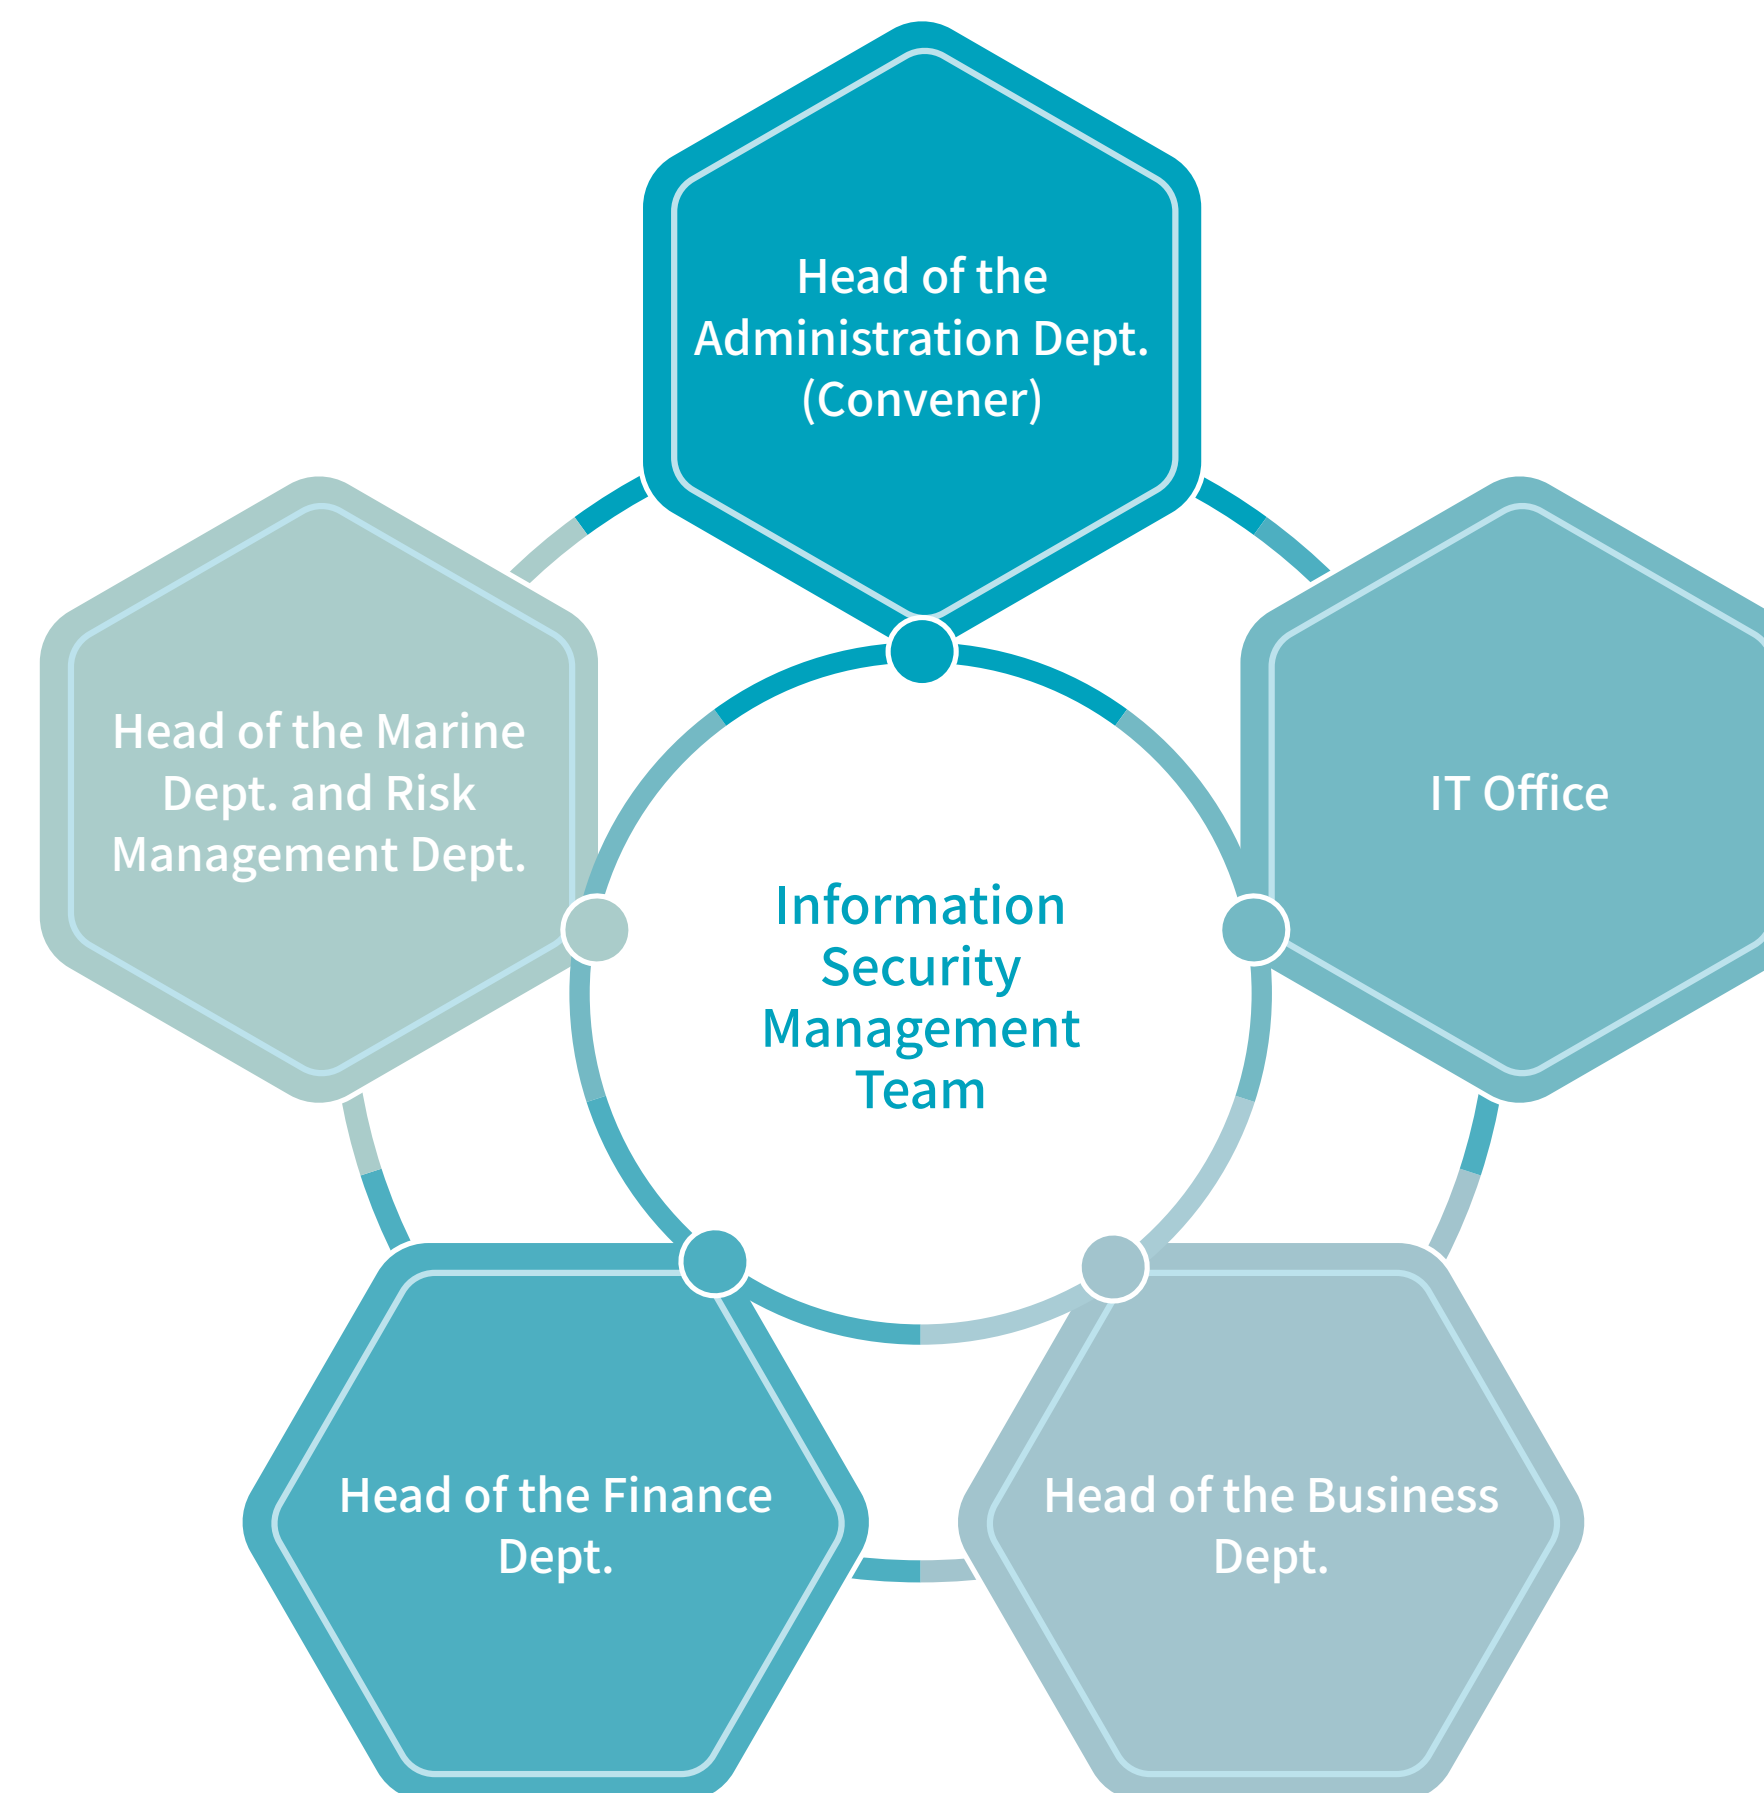 Head of the
Administration Dept.
(Convener)
Head of the Marine
Dept. and Risk
Management Dept.
IT Office
Information
Security
Management
Team
Head of the Finance
Dept.
Head of the Business
Dept.